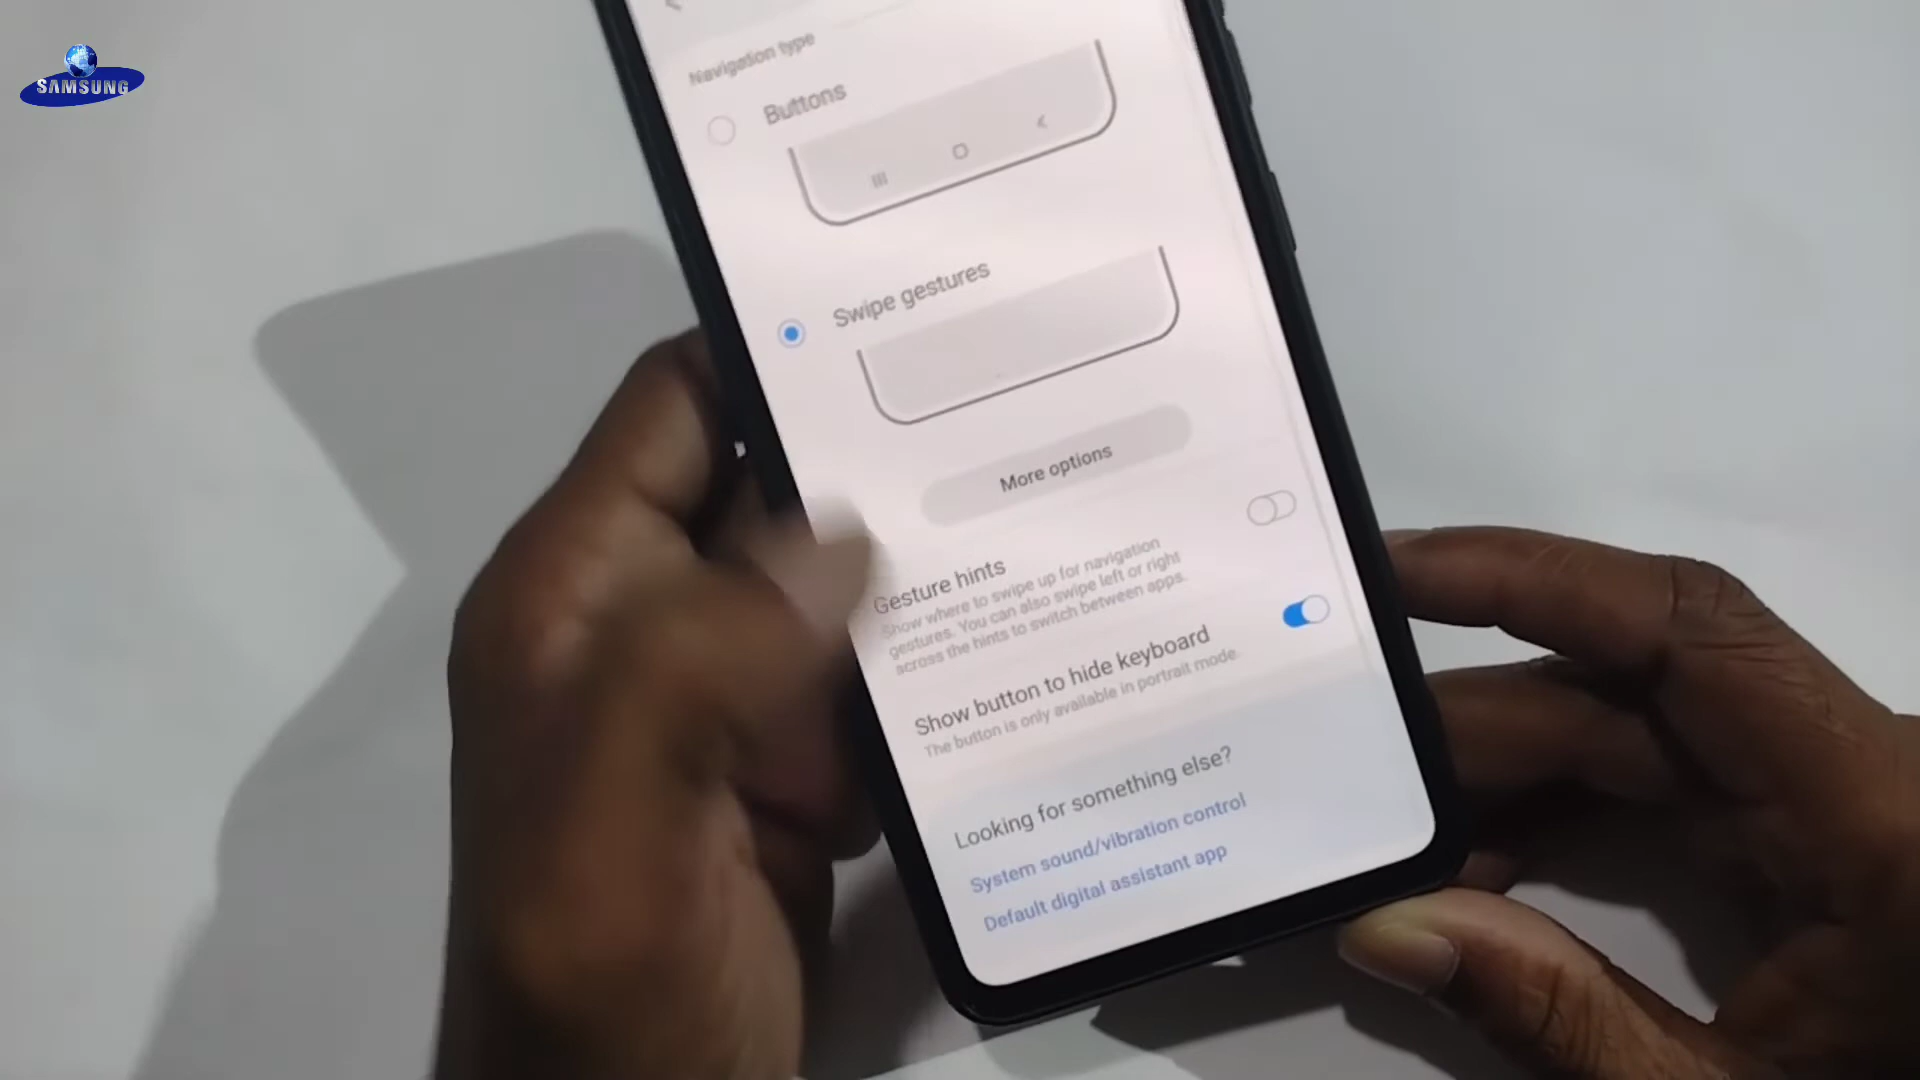 SAMSUNG
Navigation type
Buttons
Swipe gestures
More options
Gesture hints
Show where to swipe up for navigation
gestures. You can also swipe left or right
across the hints to switch between apps.
Show button to hide keyboard
The button is only available in portrait mode.
Looking for something else?
System sound/vibration control
Default digital assistant app